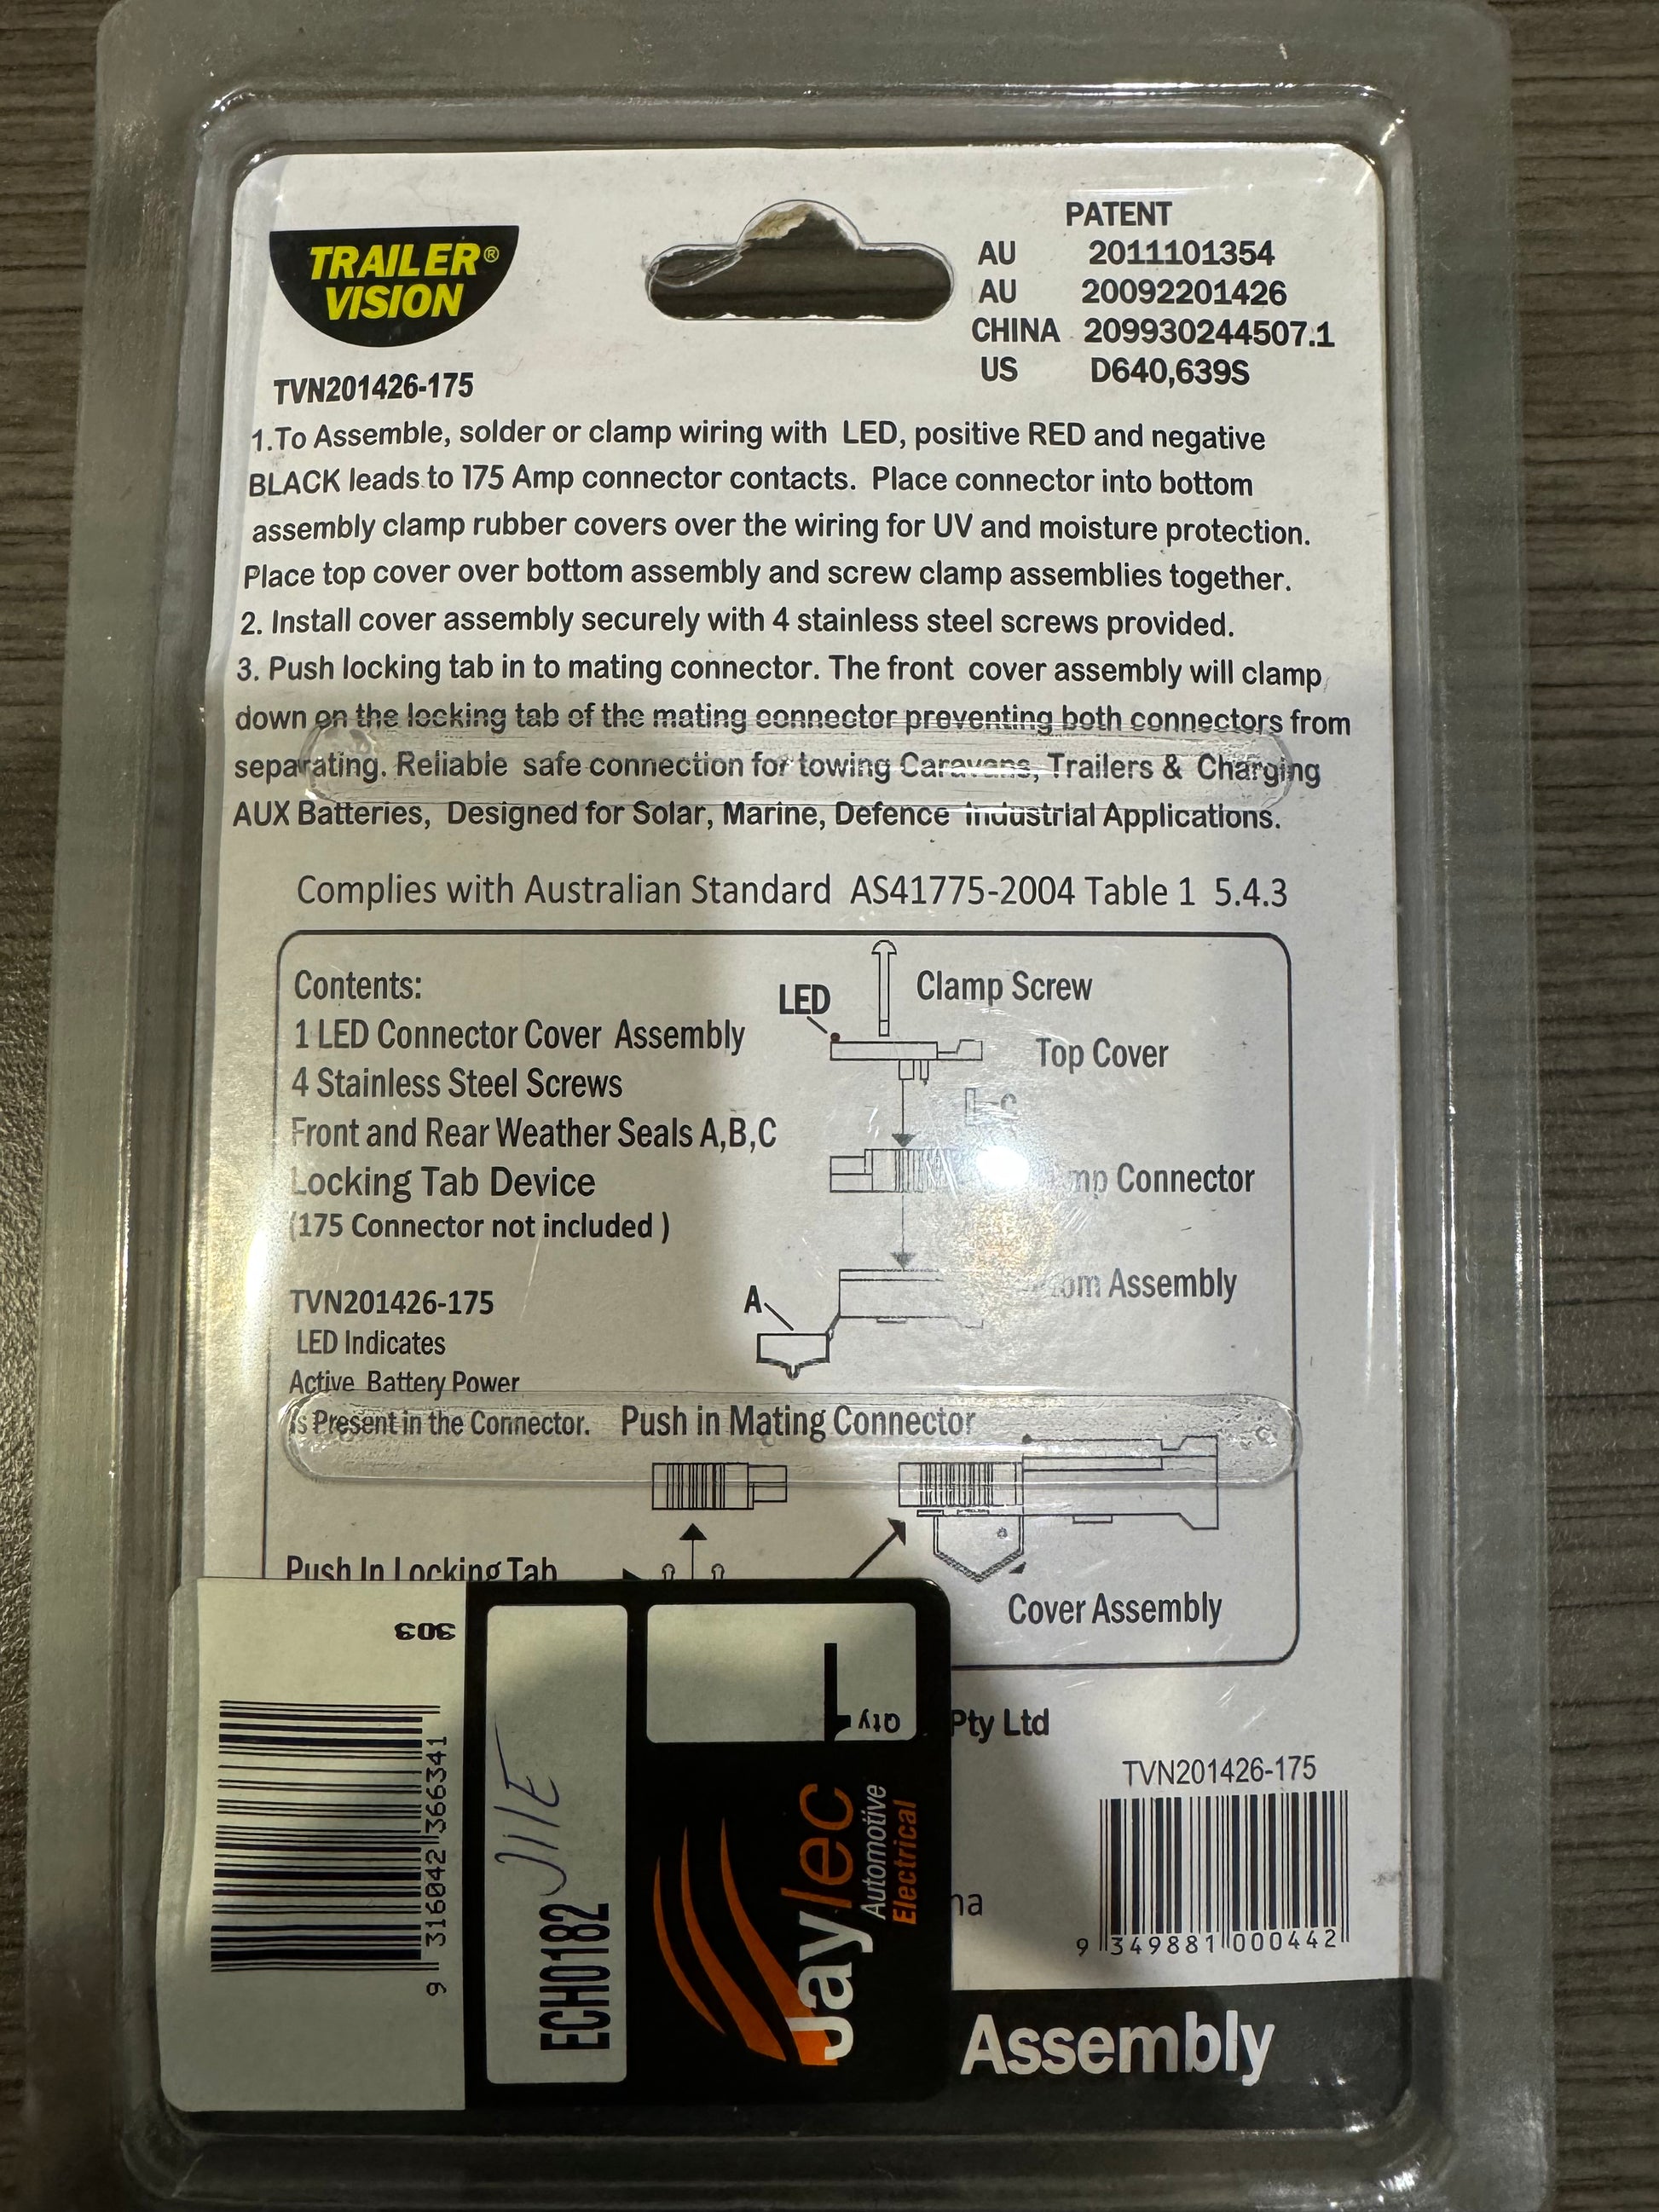 TRAILER®
VISION
PATENT
AU 2011101354
AU 20092201426
CHINA 209930244507.1
US D640,639S
TVN201426-175
1.To Assemble, solder or clamp wiring with LED, positive RED and negative
BLACK leads to 175 Amp connector contacts. Place connector into bottom
assembly clamp rubber covers over the wiring for UV and moisture protection.
Place top cover over bottom assembly and screw clamp assemblies together.
2. Install cover assembly securely with 4 stainless steel screws provided.
3. Push locking tab in to mating connector. The front cover assembly will clamp
down on the locking tab of the mating connector preventing both connectors from
separating. Reliable safe connection for towing Caravans, Trailers & Charging
AUX Batteries, Designed for Solar, Marine, Defence Industrial Applications.
Complies with Australian Standard AS41775-2004 Table 1 5.4.3
Contents:
1 LED Connector Cover Assembly
4 Stainless Steel Screws
Front and Rear Weather Seals A,B,C
Locking Tab Device
(175 Connector not included )
TVN201426-175
LED Indicates
Active Battery Power
Is Present in the Connector.
LED
Clamp Screw
Top Cover
C
Connector
Assembly
A
Push in Mating Connector
Push In Locking Tab
Cover Assembly
303
9 316042 366341
ECH0182
Qty
1
Jaylec
Automotive
Electrical
Pty Ltd
TVN201426-175
9 349881 000442
Assembly